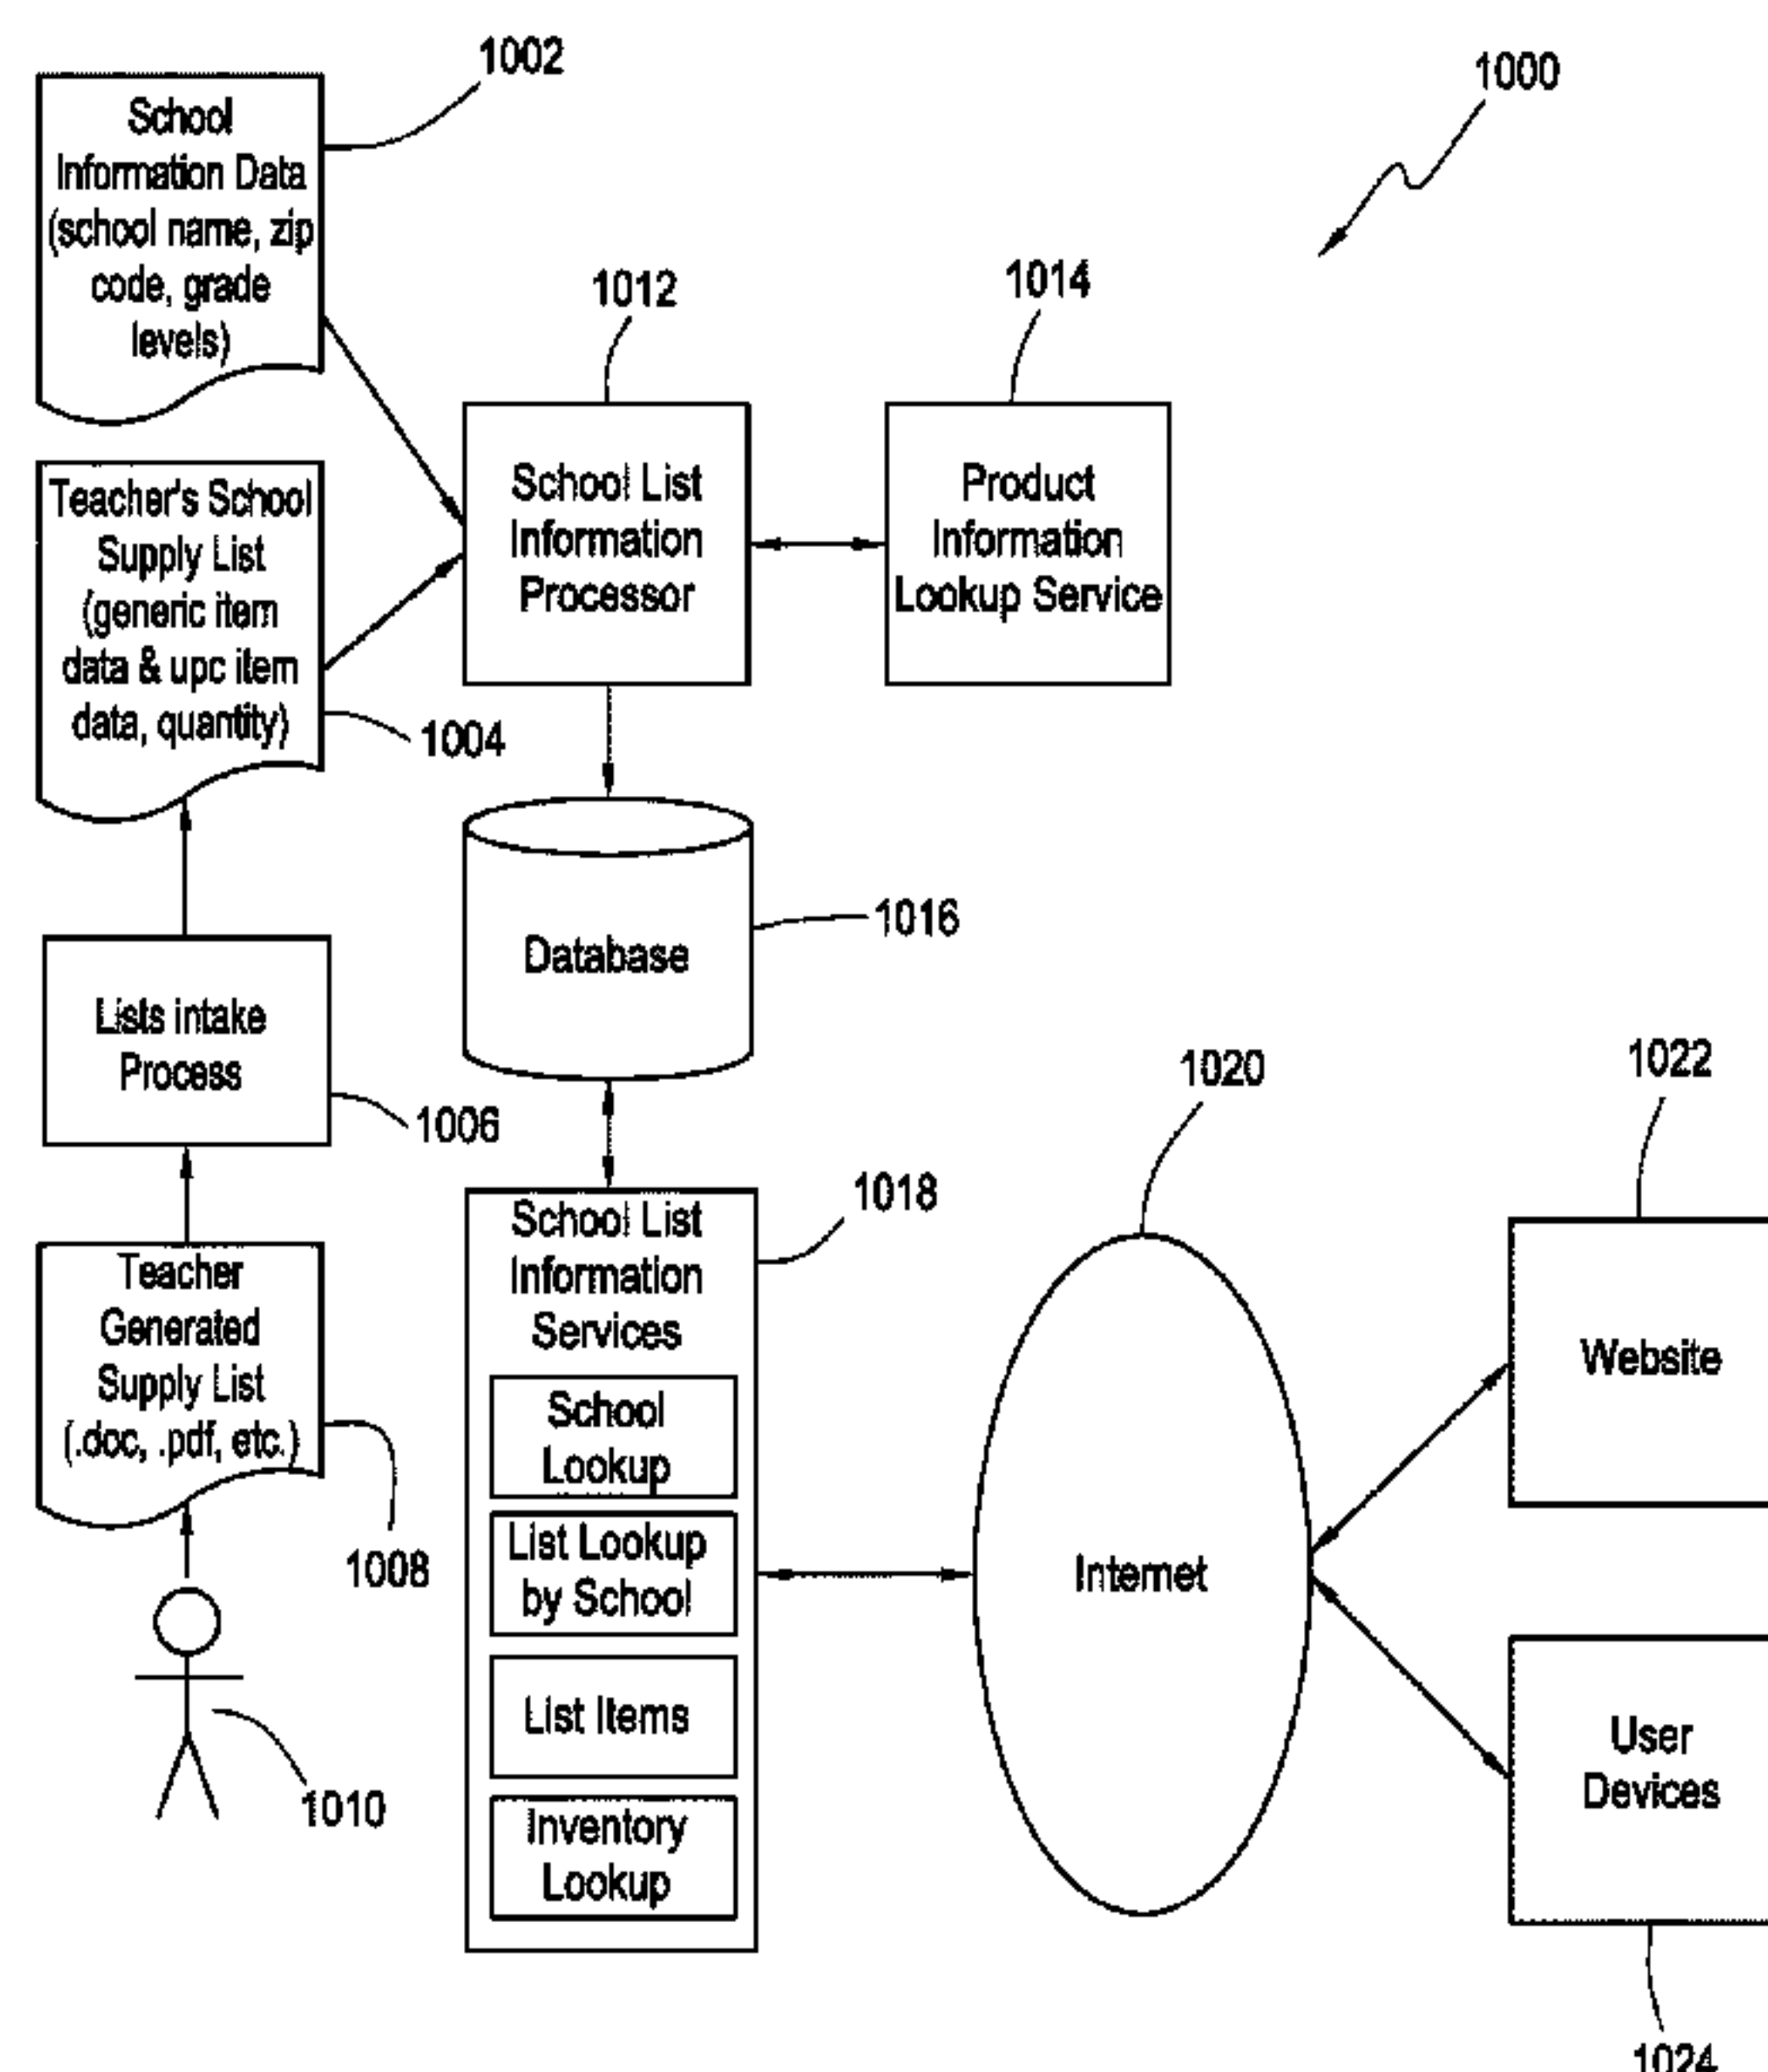 1002
1000
School
Information Data
(school name, zip
code, grade
levels)
1012
1014
Teacher's School
Supply List
(generic item
data & upc item
data, quantity)
1004
School List
Information
Processor
Product
Information
Lookup Service
Database
1016
Lists intake
Process
1006
1020
1022
School List
Information
Services
1018
Teacher
Generated
Supply List
(.doc, .pdf, etc.)
1008
School
Lookup
List Lookup
by School
List Items
Inventory
Lookup
Internet
Website
User
Devices
1010
1024